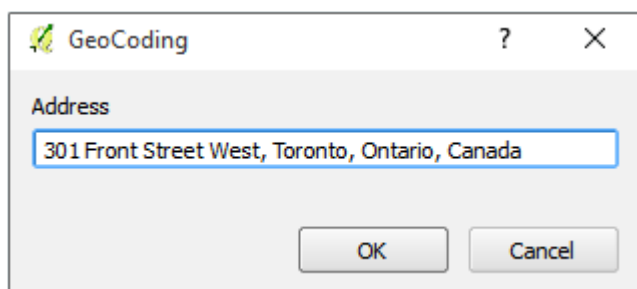 GeoCoding
Address
301 Front Street West, Toronto, Ontario, Canada
OK Cancel